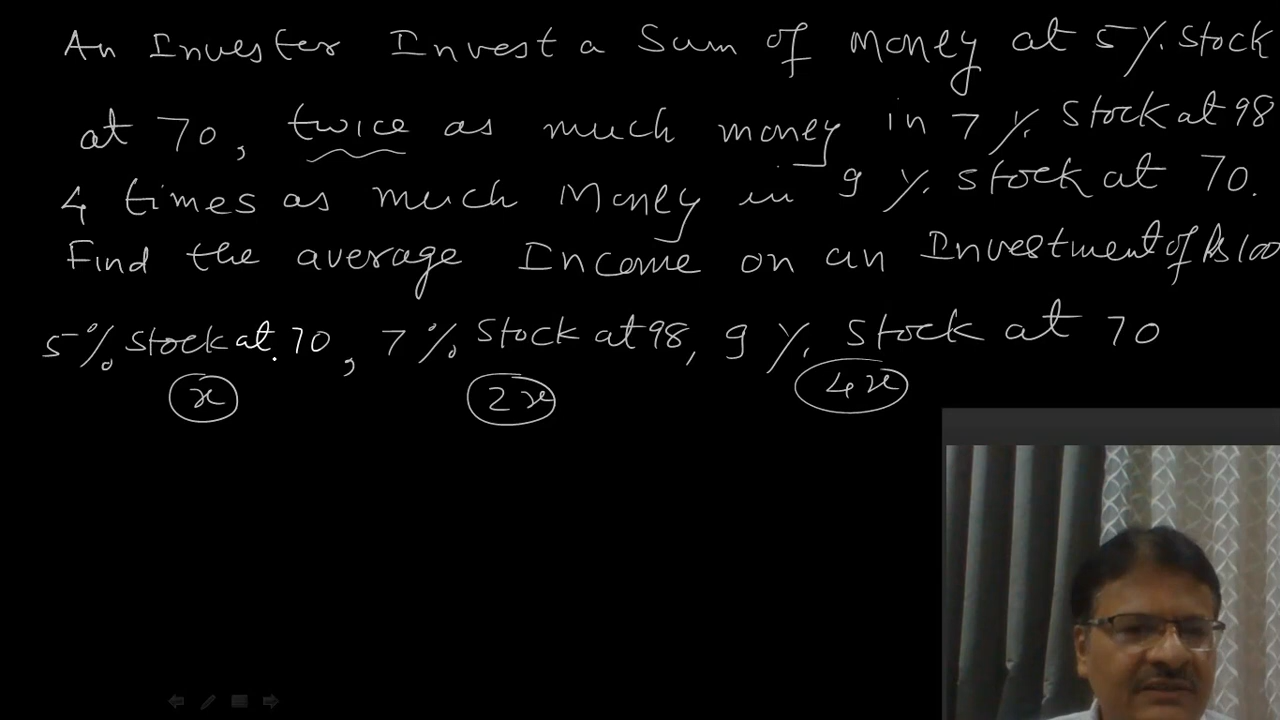 An Invester Invest a Sum of Money at 5% Stock
at 70, twice as much money in 7% Stock at 98
4 times as much Money in 9% stock at 70.
Find the average Income on an Investment of Rs 100
5% Stock at 70, 7% Stock at 98, 9% Stock at 70
x 2x 4x